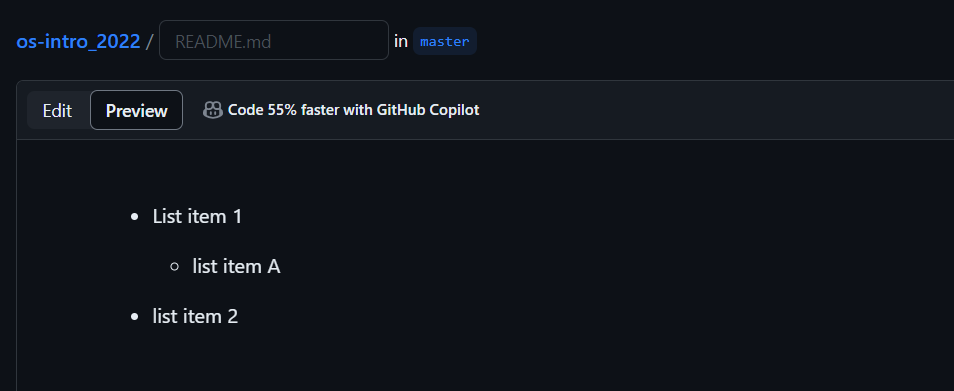 os-intro_2022 / README.md in master
Edit Preview Code 55% faster with GitHub Copilot
List item 1
list item A
list item 2